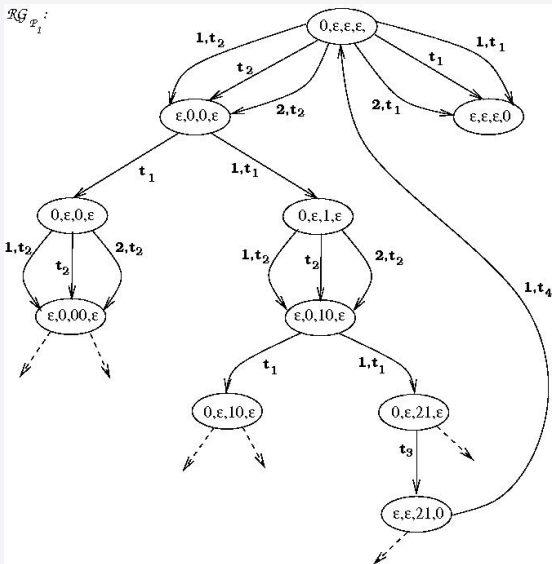 RG P1 :
0,ε,ε,ε,
1,t2
t2
2,t2
t1
1,t1
2,t1
ε,0,0,ε
ε,ε,ε,0
t1
1,t1
0,ε,0,ε
0,ε,1,ε
1,t2
t2
2,t2
1,t2
t2
2,t2
ε,0,00,ε
ε,0,10,ε
1,t4
t1
1,t1
0,ε,10,ε
0,ε,21,ε
t3
ε,ε,21,0